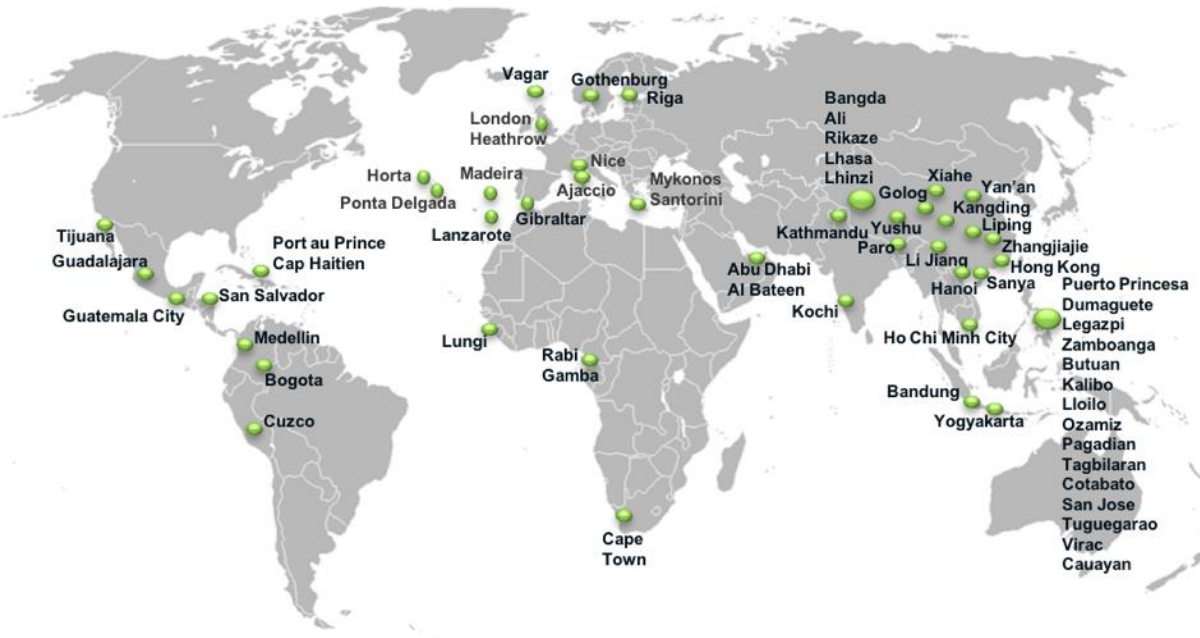 Vagar
Gothenburg
Riga
London
Heathrow
Horta
Ponta Delgada
Madeira
Lanzarote
Nice
Ajaccio
Gibraltar
Mykonos
Santorini
Tijuana
Guadalajara
Guatemala City
Port au Prince
Cap Haitien
San Salvador
Medellin
Bogota
Cuzco
Lungi
Rabi
Gamba
Cape
Town
Abu Dhabi
Al Bateen
Kochi
Bangda
Ali
Rikaze
Lhasa
Lhinzi
Kathmandu
Golog
Yushu
Paro
Xiahe
Yan'an
Kangding
Liping
Zhangjiajie
Li Jiang
Hong Kong
Hanoi
Sanya
Ho Chi Minh City
Bandung
Yogyakarta
Puerto Princesa
Dumaguete
Legazpi
Zamboanga
Butuan
Kalibo
Lloilo
Ozamiz
Pagadian
Tagbilaran
Cotabato
San Jose
Tuguegarao
Virac
Cauayan